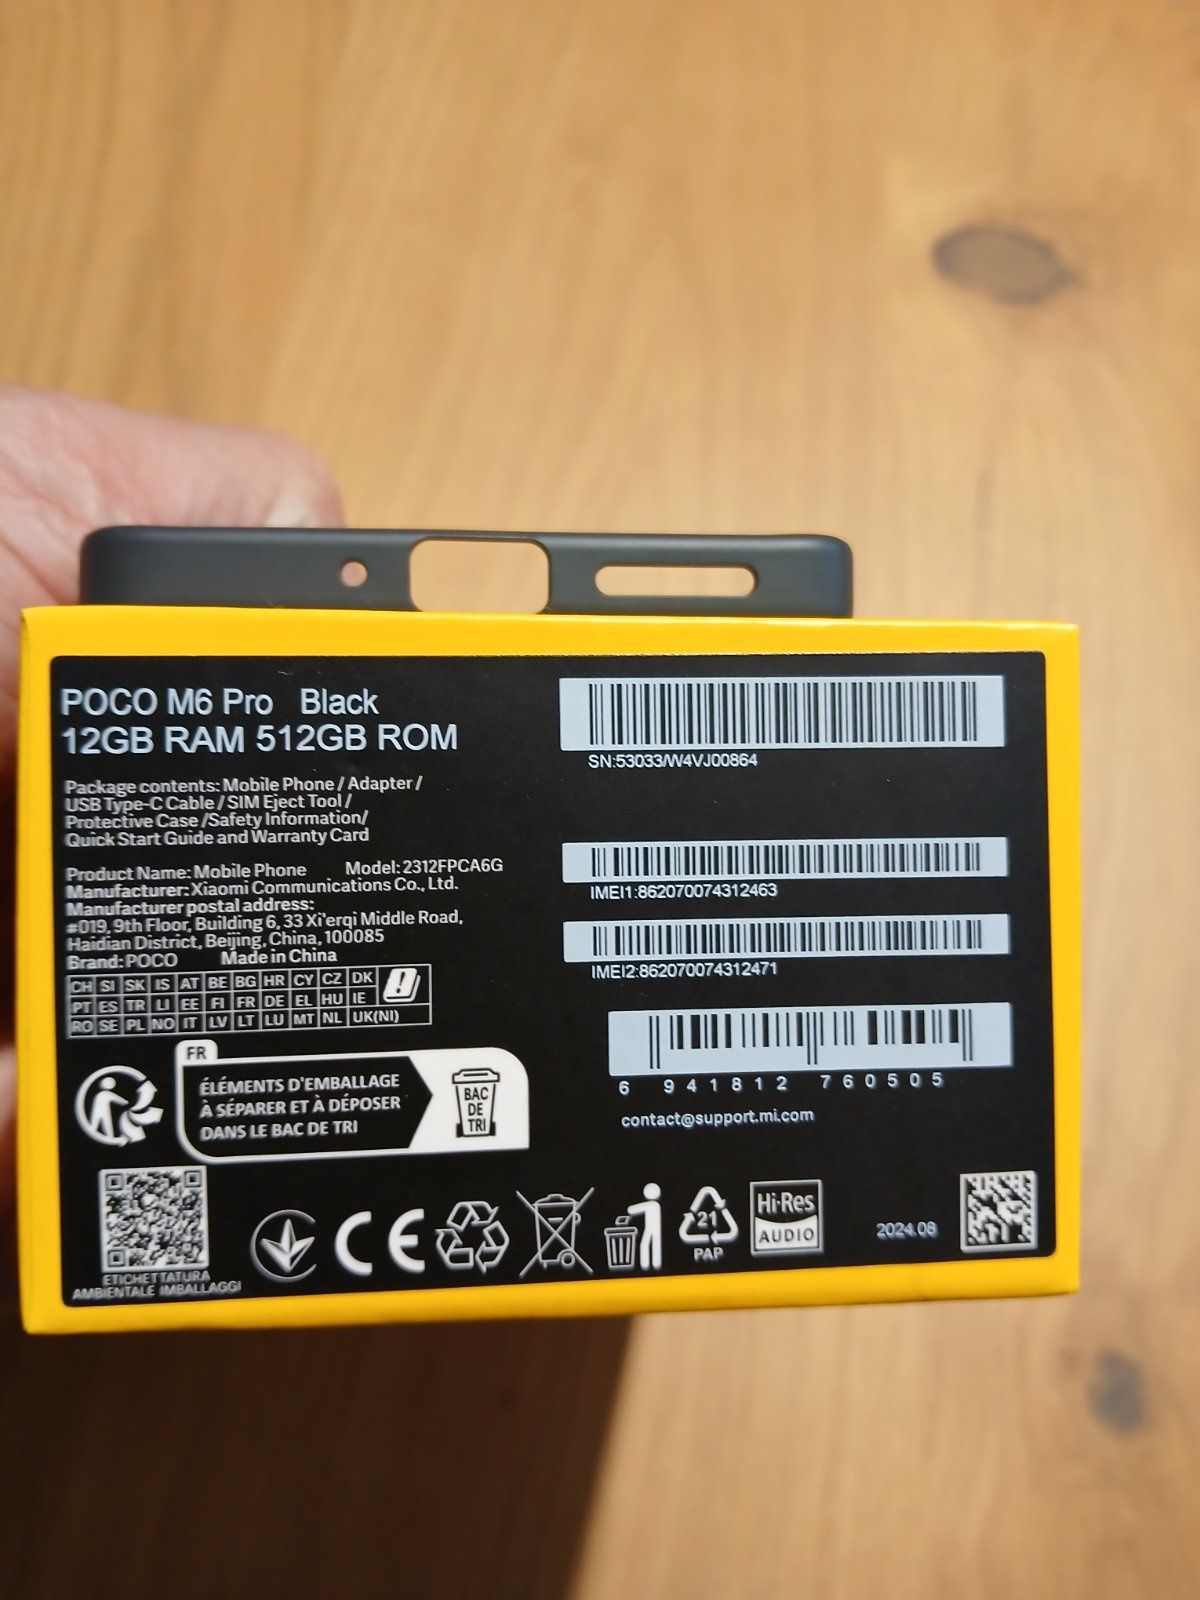 POCO M6 Pro Black
12GB RAM 512GB ROM
Package contents: Mobile Phone / Adapter /
USB Type-C Cable / SIM Eject Tool /
Protective Case /Safety Information/
Quick Start Guide and Warranty Card
Product Name: Mobile Phone Model: 2312FPCA6G
Manufacturer: Xiaomi Communications Co., Ltd.
Manufacturer postal address:
#019, 9th Floor, Building 6, 33 Xi'erqi Middle Road,
Haidian District, Beijing, China, 100085
Brand: POCO Made in China
CH SI SK IS AT BE BG HR CY CZ DK
PT ES TR LI EE FI FR DE EL HU IE
RO SE PL NO IT LV LT LU MT NL UK(NI)
FR
ÉLÉMENTS D'EMBALLAGE
À SÉPARER ET À DÉPOSER
DANS LE BAC DE TRI
BAC
DE
TRI
ETICHETTATURA
AMBIENTALE IMBALLAGGI
SN:53033/W4VJ00864
IMEI1:862070074312463
IMEI2:862070074312471
6 941812 760505
contact@support.mi.com
CE
21
PAP
Hi-Res
AUDIO
2024.08